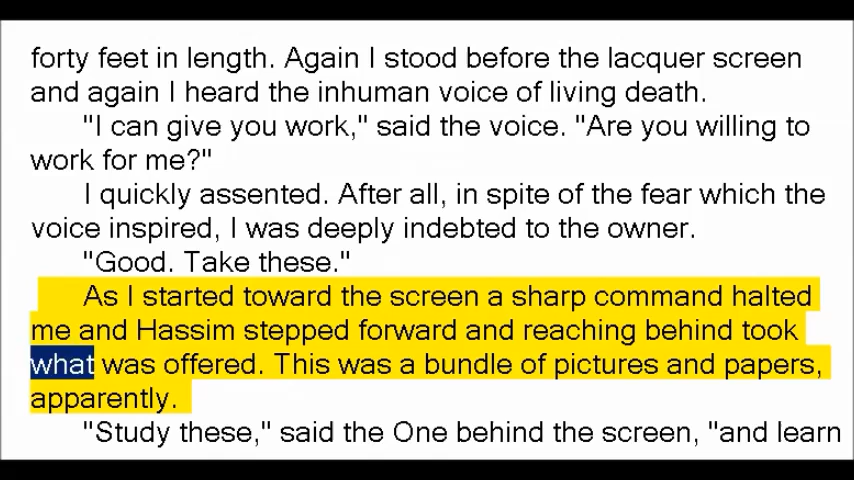 forty feet in length. Again I stood before the lacquer screen
and again I heard the inhuman voice of living death.
"I can give you work," said the voice. "Are you willing to
work for me?"
I quickly assented. After all, in spite of the fear which the
voice inspired, I was deeply indebted to the owner.
"Good. Take these."
As I started toward the screen a sharp command halted
me and Hassim stepped forward and reaching behind took
what was offered. This was a bundle of pictures and papers,
apparently.
"Study these," said the One behind the screen, "and learn